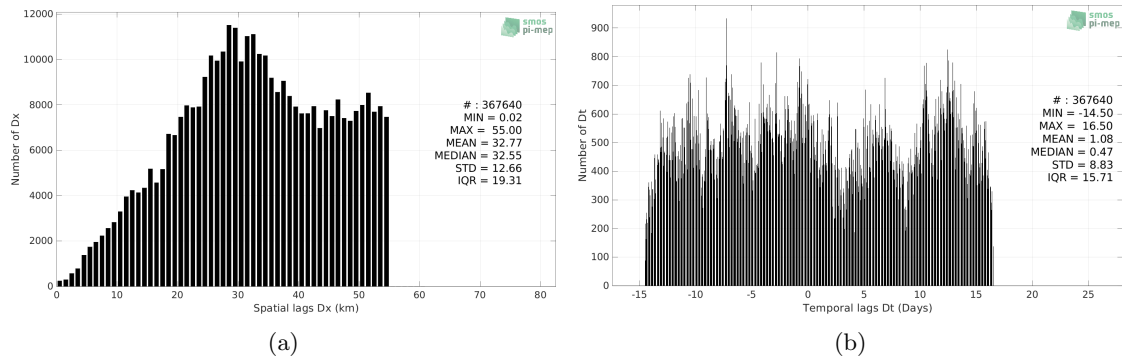 12000
10000
8000
6000
4000
2000
0
0 10 20 30 40 50 60 70 80
Number of Dx
Spatial lags Dx (km)
smos
pi-mep
# : 367640
MIN = 0.02
MAX = 55.00
MEAN = 32.77
MEDIAN = 32.55
STD = 12.66
IQR = 19.31
(a)
900
800
700
600
500
400
300
200
100
0
-15 -10 -5 0 5 10 15 20 25
Number of Dt
Temporal lags Dt (Days)
smos
pi-mep
# : 367640
MIN = -14.50
MAX = 16.50
MEAN = 1.08
MEDIAN = 0.47
STD = 8.83
IQR = 15.71
(b)